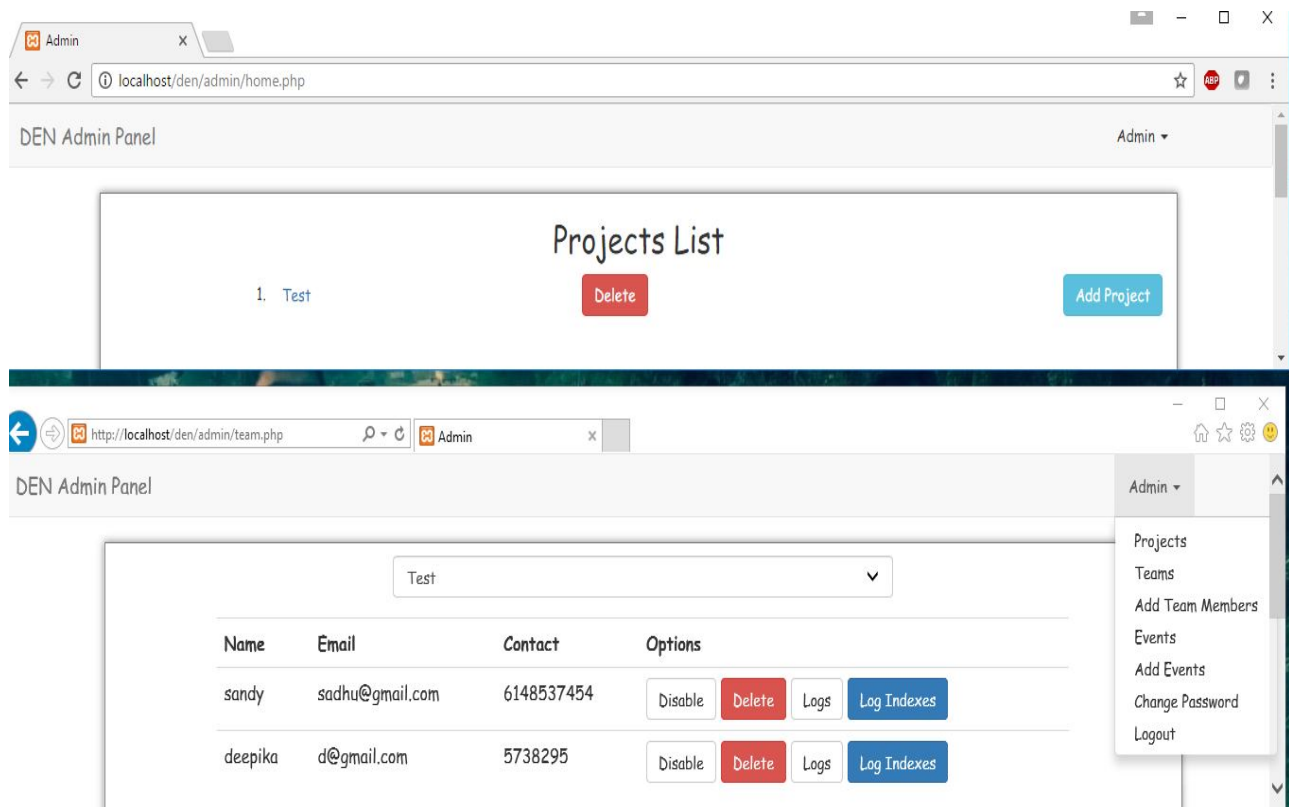 Admin
localhost/den/admin/home.php
ABP
DEN Admin Panel
Admin
Projects List
1. Test
Delete
Add Project
http://localhost/den/admin/team.php
Admin
DEN Admin Panel
Admin
Projects
Teams
Add Team Members
Events
Add Events
Change Password
Logout
Test
Name Email Contact Options
sandy sadhu@gmail.com 6148537454 Disable Delete Logs Log Indexes
deepika d@gmail.com 5738295 Disable Delete Logs Log Indexes